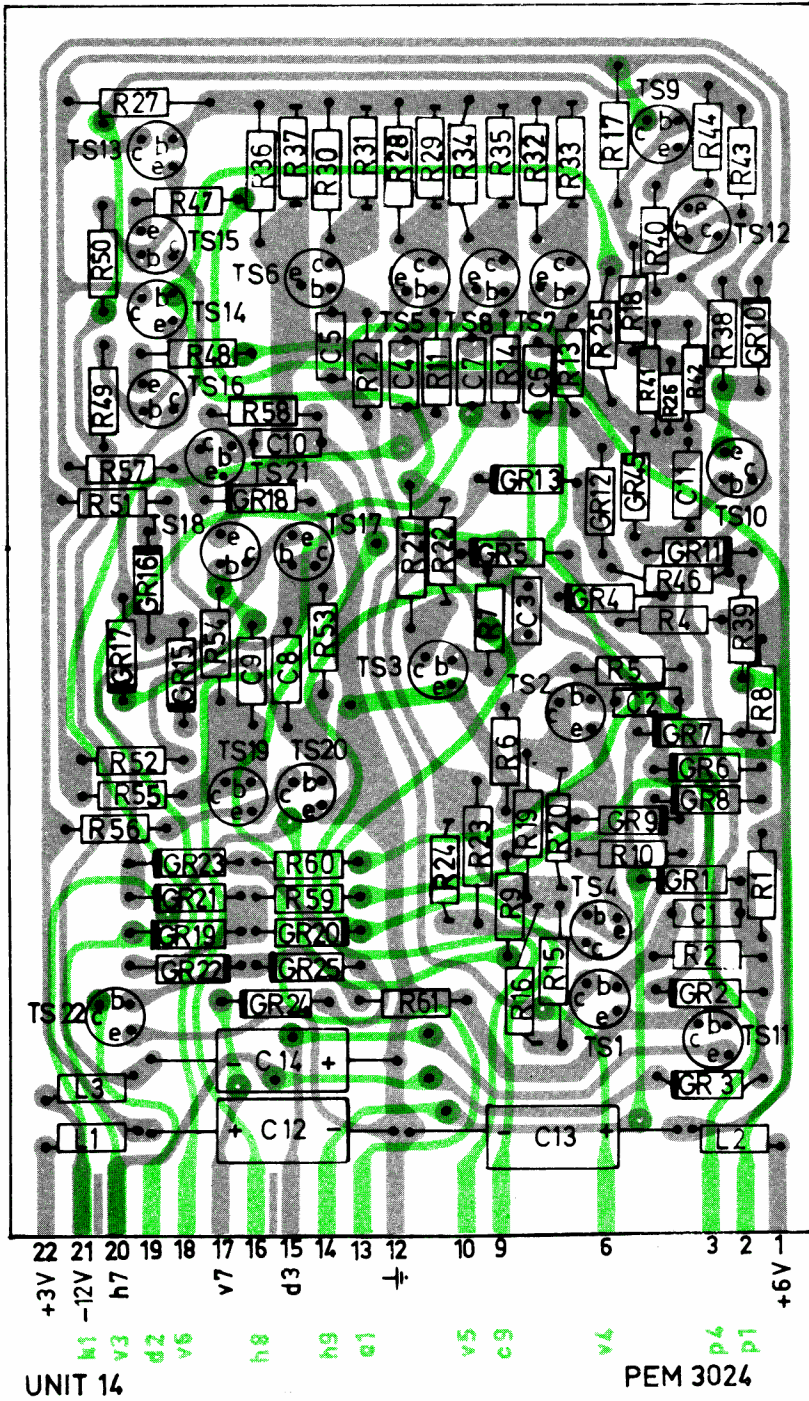 R27 TS9
TS13 c b e R36 R37 R30 R31 R28 R29 R34 R35 R32 R33 R17 c b e R44 R43
R47
R50 e c b TS15 R40 c e b TS12
TS6 e c b e c b e c b e c b
e c b TS14 TS5 TS8 TS7 R25 R18 R38 GR10
R48 C5 R12 C4 R11 C7 R14 C6 R13 R41 R26 R42
R49 e c b TS16
R58
C10
R57 c b e TS21 GR13 GR12 GR45 C11 e c b TS10
R51 GR18
TS18 TS17 R21 R22
GR16 e c b e c b GR5 GR11
R46
GR4
GR17 GR15 R54 C9 C8 R53 R7 C3 R4 R39
TS3 c b e R5
TS2 b c e C2 R8
GR7
R52 TS19 TS20 R6 GR6
R55 c b e c b e GR8
R56 R24 R23 R19 R20 GR9
GR23 R60 R10
GR21 R59 R9 TS4 GR1 R1
C1
GR19 GR20 e b c
GR22 GR25 R2
R16 R15
TS22 c b e GR24 R61 c b e GR2
TS1 c b e TS11
- C14 +
L3 GR3
L1 + C12 - - C13 + L2
22 21 20 19 18 17 16 15 14 13 12 10 9 6 3 2 1
+3V -12V h7 v7 d3 +6V
k1 v3 d2 v6 h8 h9 a1 v5 c9 v4 p4 p1
UNIT 14 PEM 3024